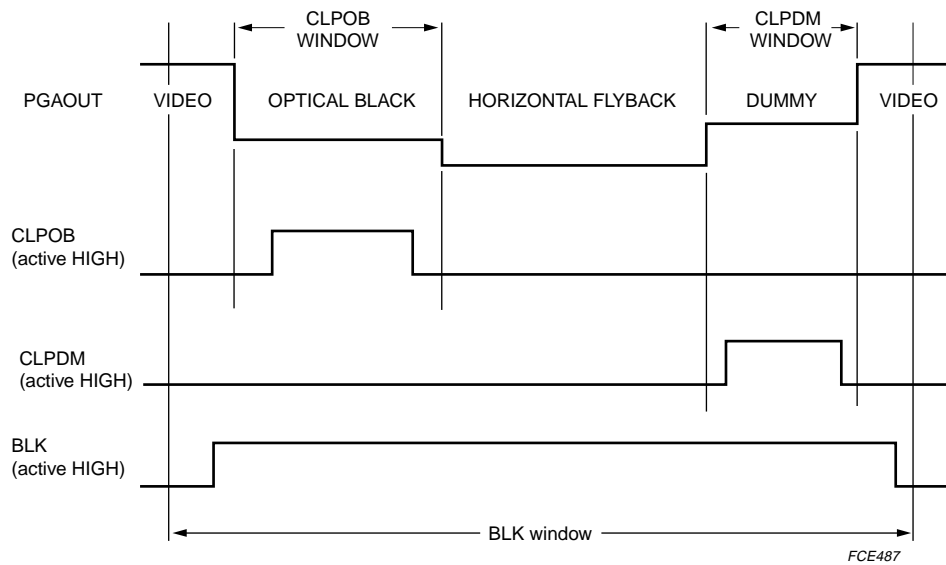 CLPOB
WINDOW
CLPDM
WINDOW
PGAOUT
VIDEO
OPTICAL BLACK
HORIZONTAL FLYBACK
DUMMY
VIDEO
CLPOB
(active HIGH)
CLPDM
(active HIGH)
BLK
(active HIGH)
BLK window
FCE487